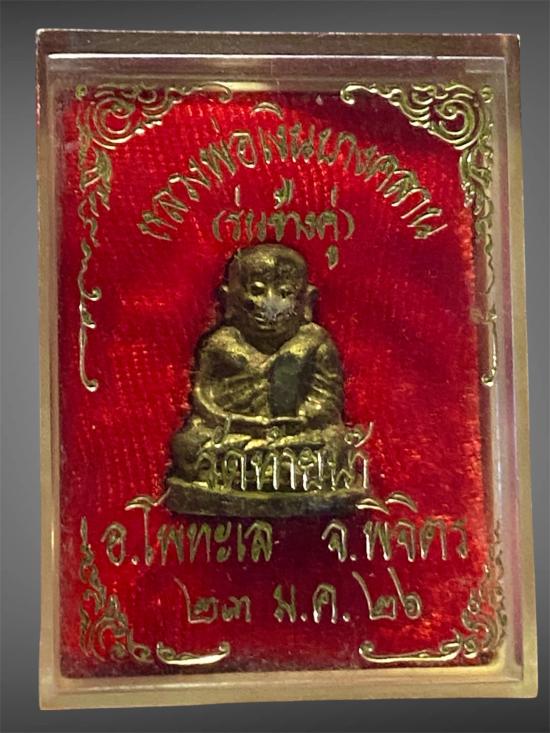 หลวงพ่อเงินบางคลาน
(รุ่นช้างคู่)
วัดท้ายน้ำ
อ.โพทะเล จ.พิจิตร
๒๓ ม.ค. ๒๖